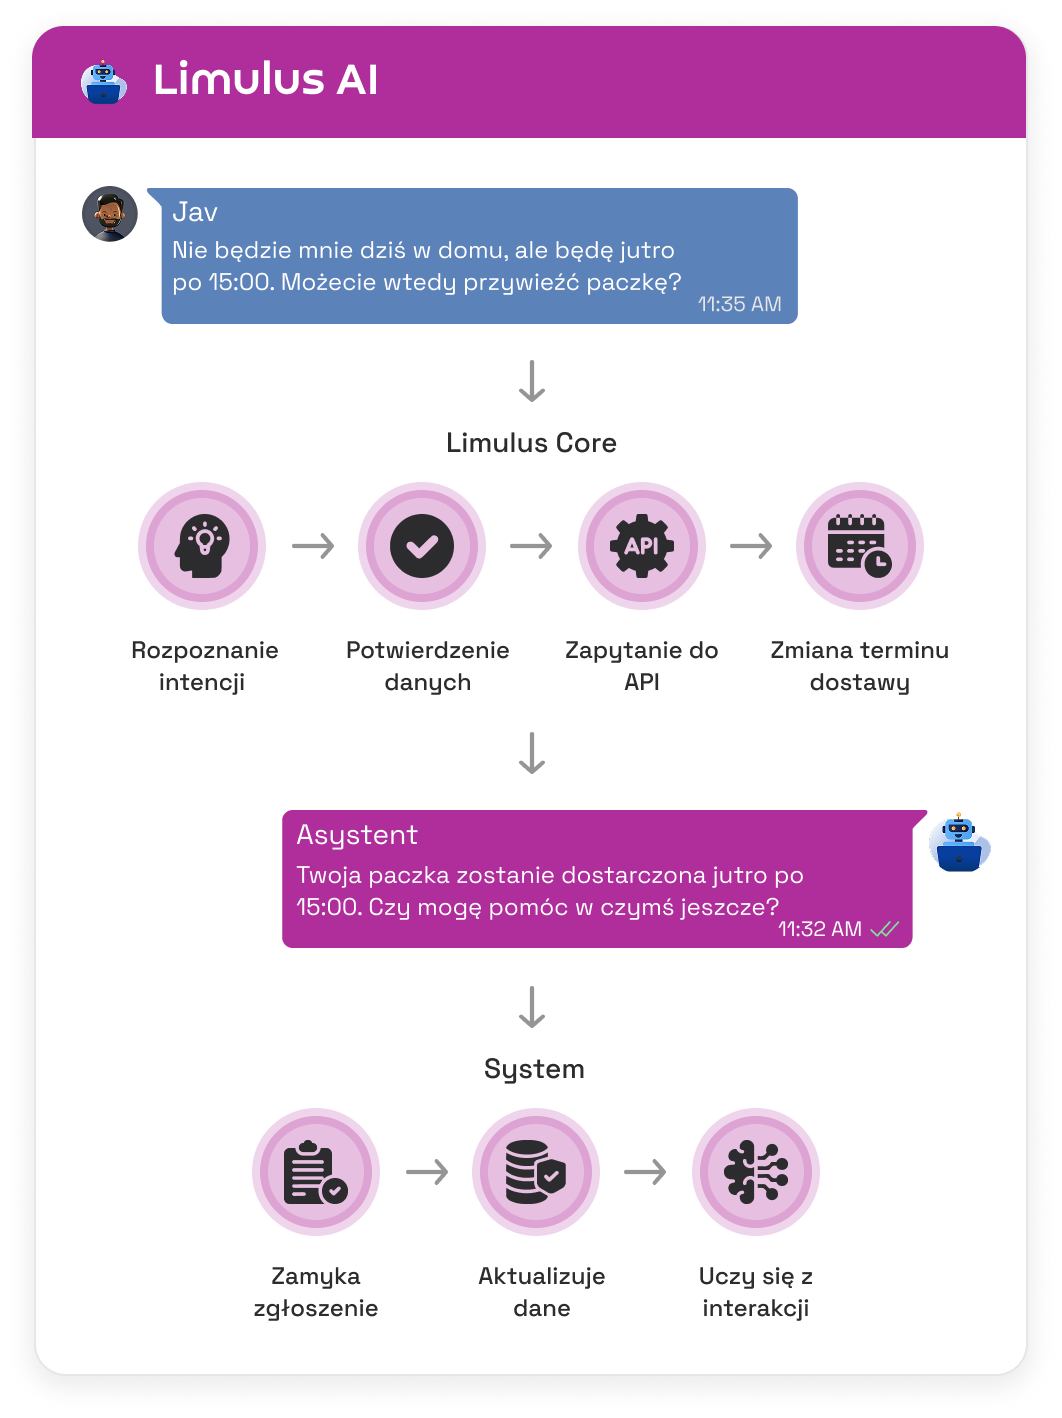 Limulus AI
Jav
Nie będzie mnie dziś w domu, ale będę jutro
po 15:00. Możecie wtedy przywieźć paczkę?
11:35 AM
Limulus Core
API
Rozpoznanie
intencji
Potwierdzenie
danych
Zapytanie do
API
Zmiana terminu
dostawy
Asystent
Twoja paczka zostanie dostarczona jutro po
15:00. Czy mogę pomóc w czymś jeszcze?
11:32 AM
System
Zamyka
zgłoszenie
Aktualizuje
dane
Uczy się z
interakcji